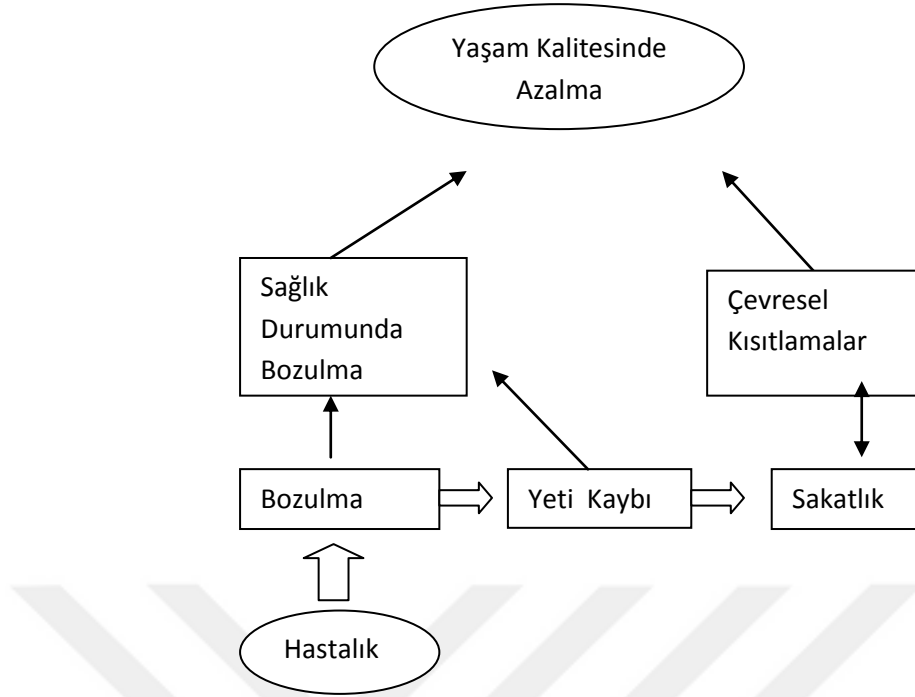 Yaşam Kalitesinde
Azalma
Sağlık
Durumunda
Bozulma
Çevresel
Kısıtlamalar
Bozulma
Yeti Kaybı
Sakatlık
Hastalık